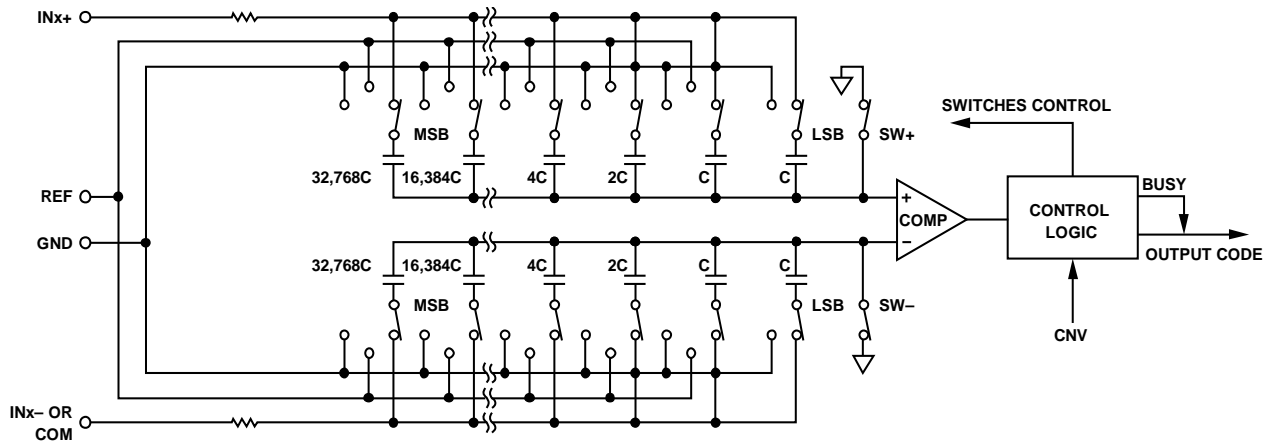 INx+
SWITCHES CONTROL
MSB
LSB
SW+
32,768C
16,384C
4C
2C
C
C
REF
GND
+
COMP
–
CONTROL
LOGIC
BUSY
OUTPUT CODE
32,768C
16,384C
4C
2C
C
C
MSB
LSB
SW–
CNV
INx– OR
COM